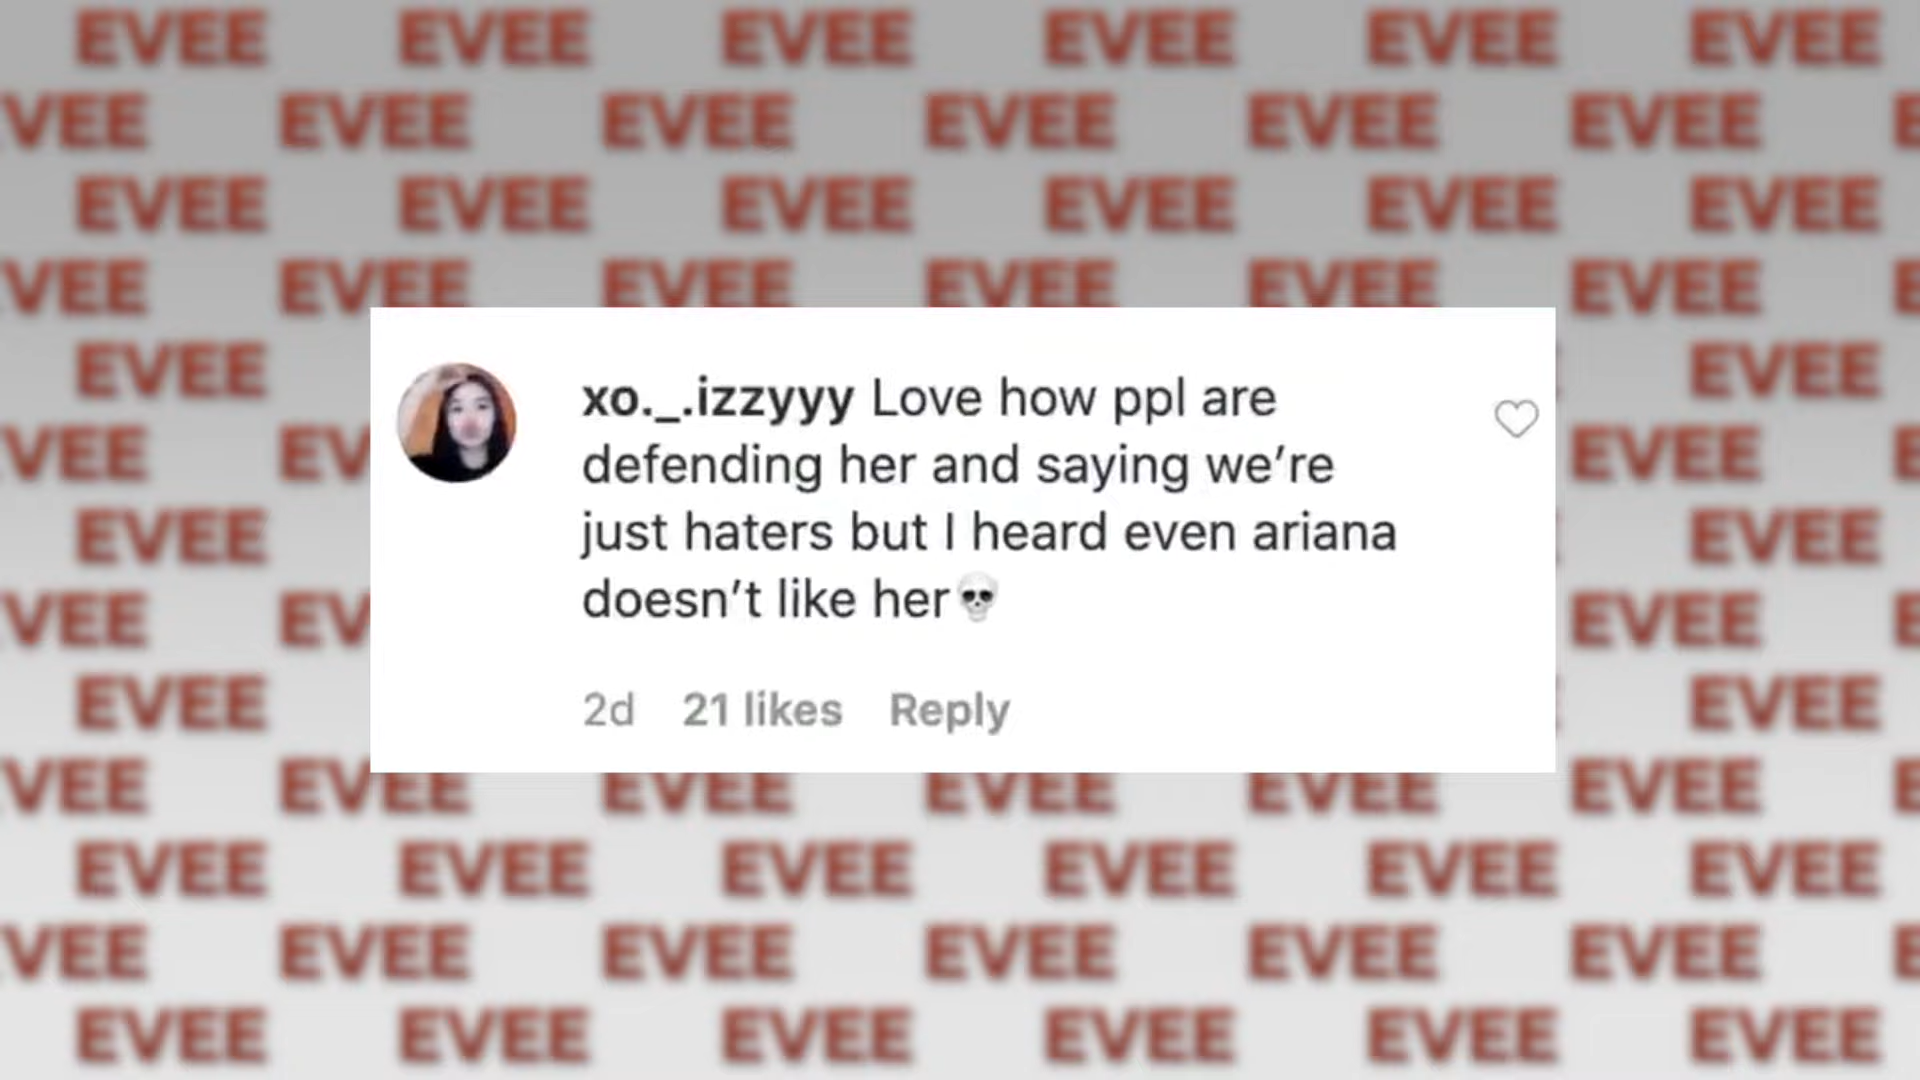 EVEE EVEE EVEE EVEE EVEE EVEE
VEE EVEE EVEE EVEE EVEE EVEE E
EVEE EVEE EVEE EVEE EVEE EVEE
VEE EVEE EVEE EVEE EVEE EVEE E
EVEE EVEE
VEE EV EVEE E
EVEE EVEE
VEE EV EVEE E
EVEE EVEE
xo._.izzyyy Love how ppl are
defending her and saying we’re
just haters but I heard even ariana
doesn’t like her💀
2d 21 likes Reply
VEE EVEE EVEE EVEE EVEE EVEE E
EVEE EVEE EVEE EVEE EVEE EVEE
VEE EVEE EVEE EVEE EVEE EVEE E
EVEE EVEE EVEE EVEE EVEE EVEE